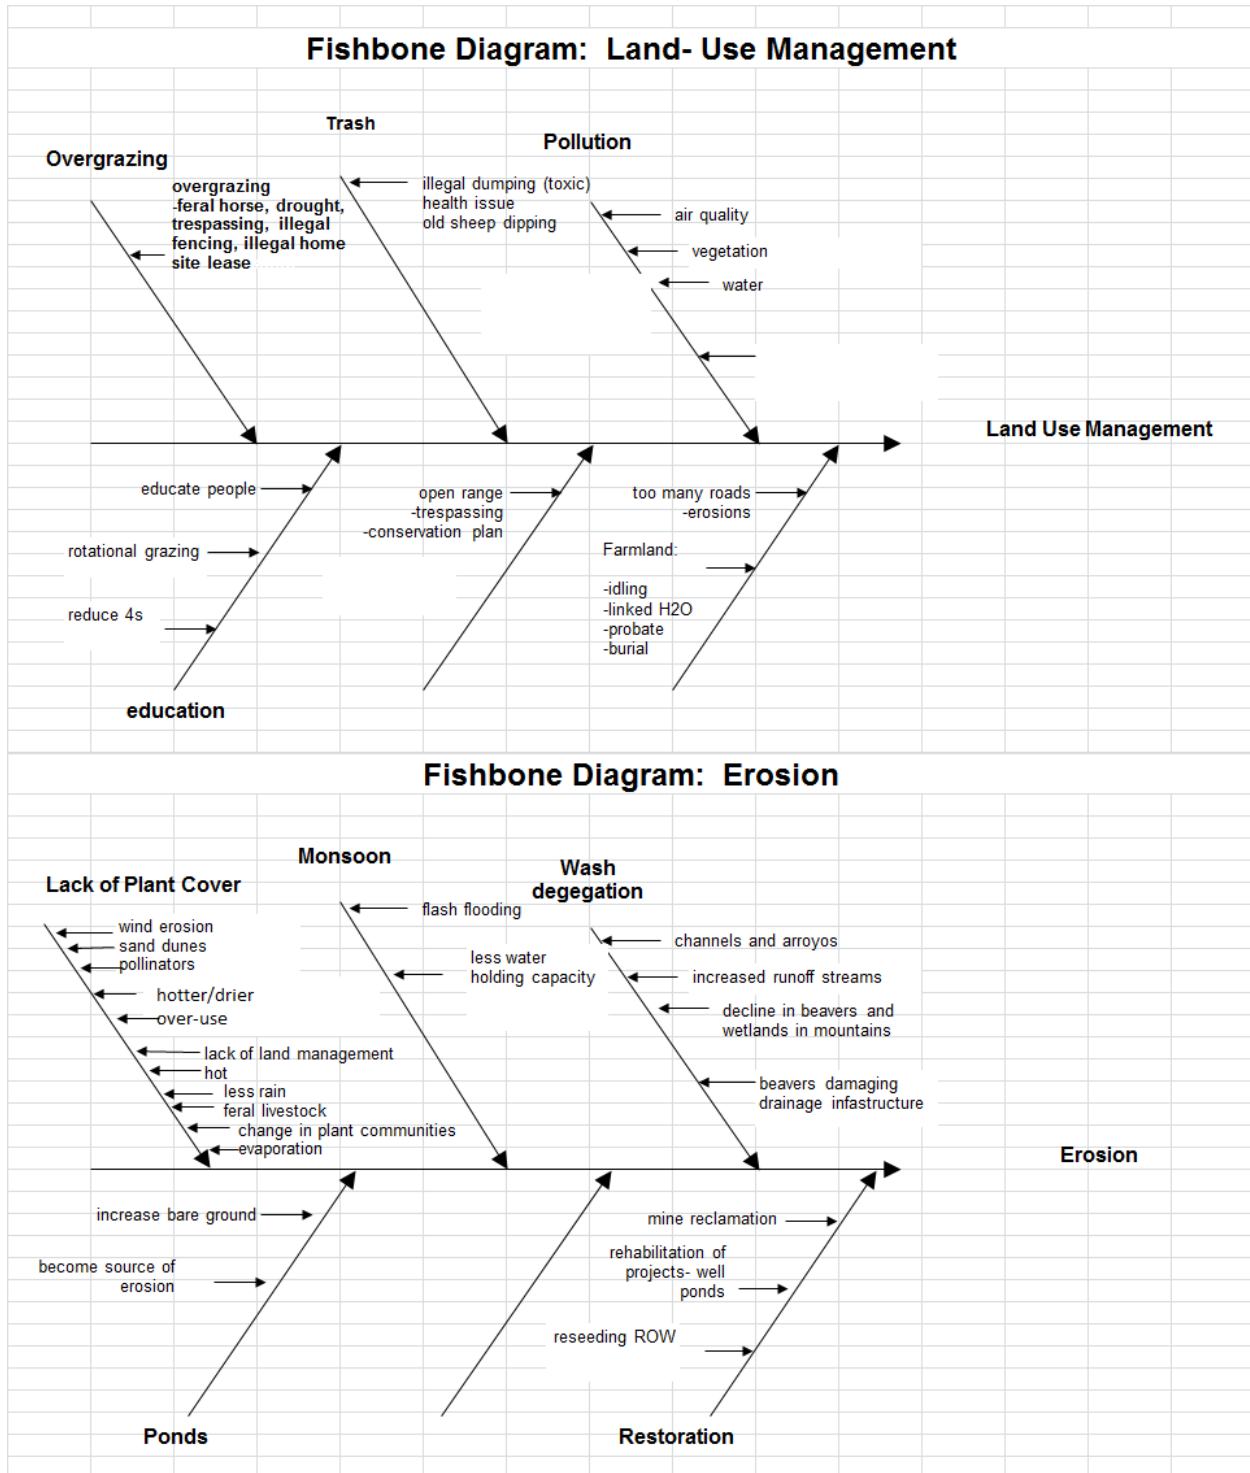 Fishbone Diagram: Land- Use Management
Trash
Pollution
Overgrazing
overgrazing
-feral horse, drought,
trespassing, illegal
fencing, illegal home
site lease
illegal dumping (toxic)
health issue
old sheep dipping
air quality
vegetation
water
Land Use Management
educate people
rotational grazing
reduce 4s
education
open range
-trespassing
-conservation plan
too many roads
-erosions
Farmland:
-idling
-linked H2O
-probate
-burial
Fishbone Diagram: Erosion
Monsoon
Wash
degegation
Lack of Plant Cover
wind erosion
sand dunes
pollinators
hotter/drier
over-use
lack of land management
hot
less rain
feral livestock
change in plant communities
evaporation
flash flooding
less water
holding capacity
channels and arroyos
increased runoff streams
decline in beavers and
wetlands in mountains
beavers damaging
drainage infastructure
Erosion
increase bare ground
become source of
erosion
Ponds
mine reclamation
rehabilitation of
projects- well
ponds
reseeding ROW
Restoration